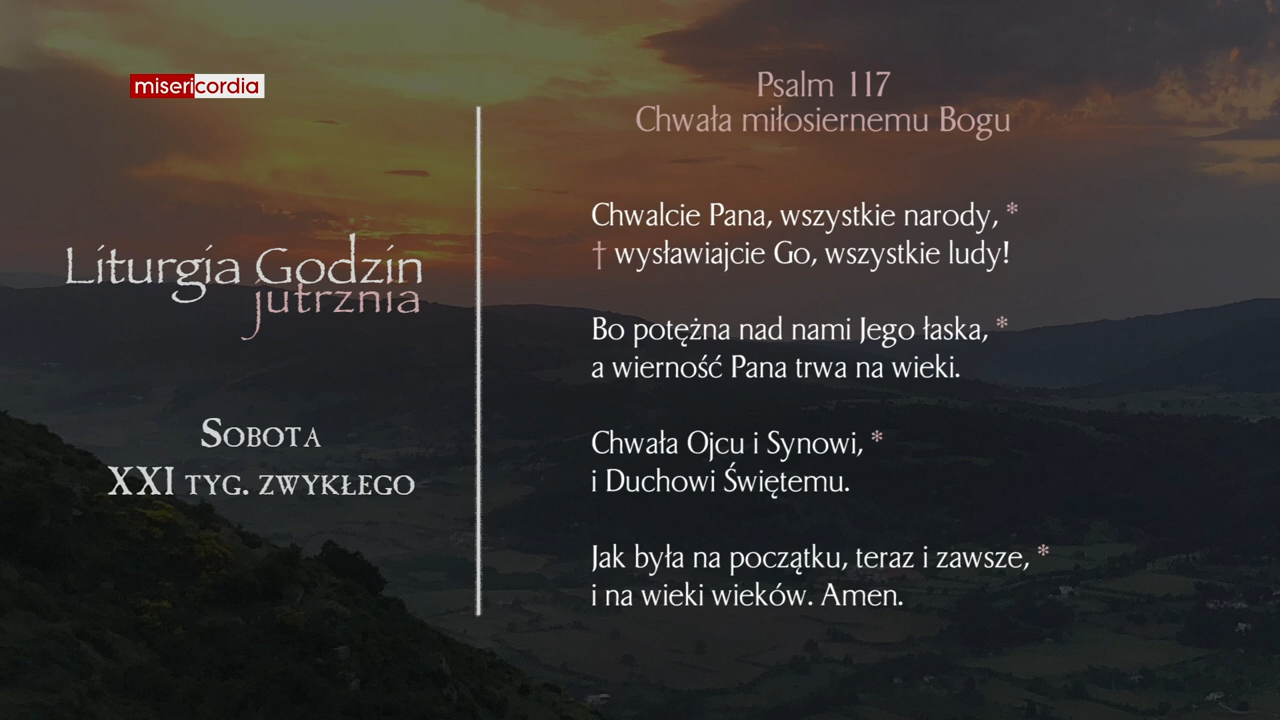 misericordia
Liturgia Godzin
jutrznia
Sobota
XXI tyg. zwykłego
Psalm 117
Chwała miłosiernemu Bogu
Chwalcie Pana, wszystkie narody, *
† wysławiajcie Go, wszystkie ludy!
Bo potężna nad nami Jego łaska, *
a wierność Pana trwa na wieki.
Chwała Ojcu i Synowi, *
i Duchowi Świętemu.
Jak była na początku, teraz i zawsze, *
i na wieki wieków. Amen.